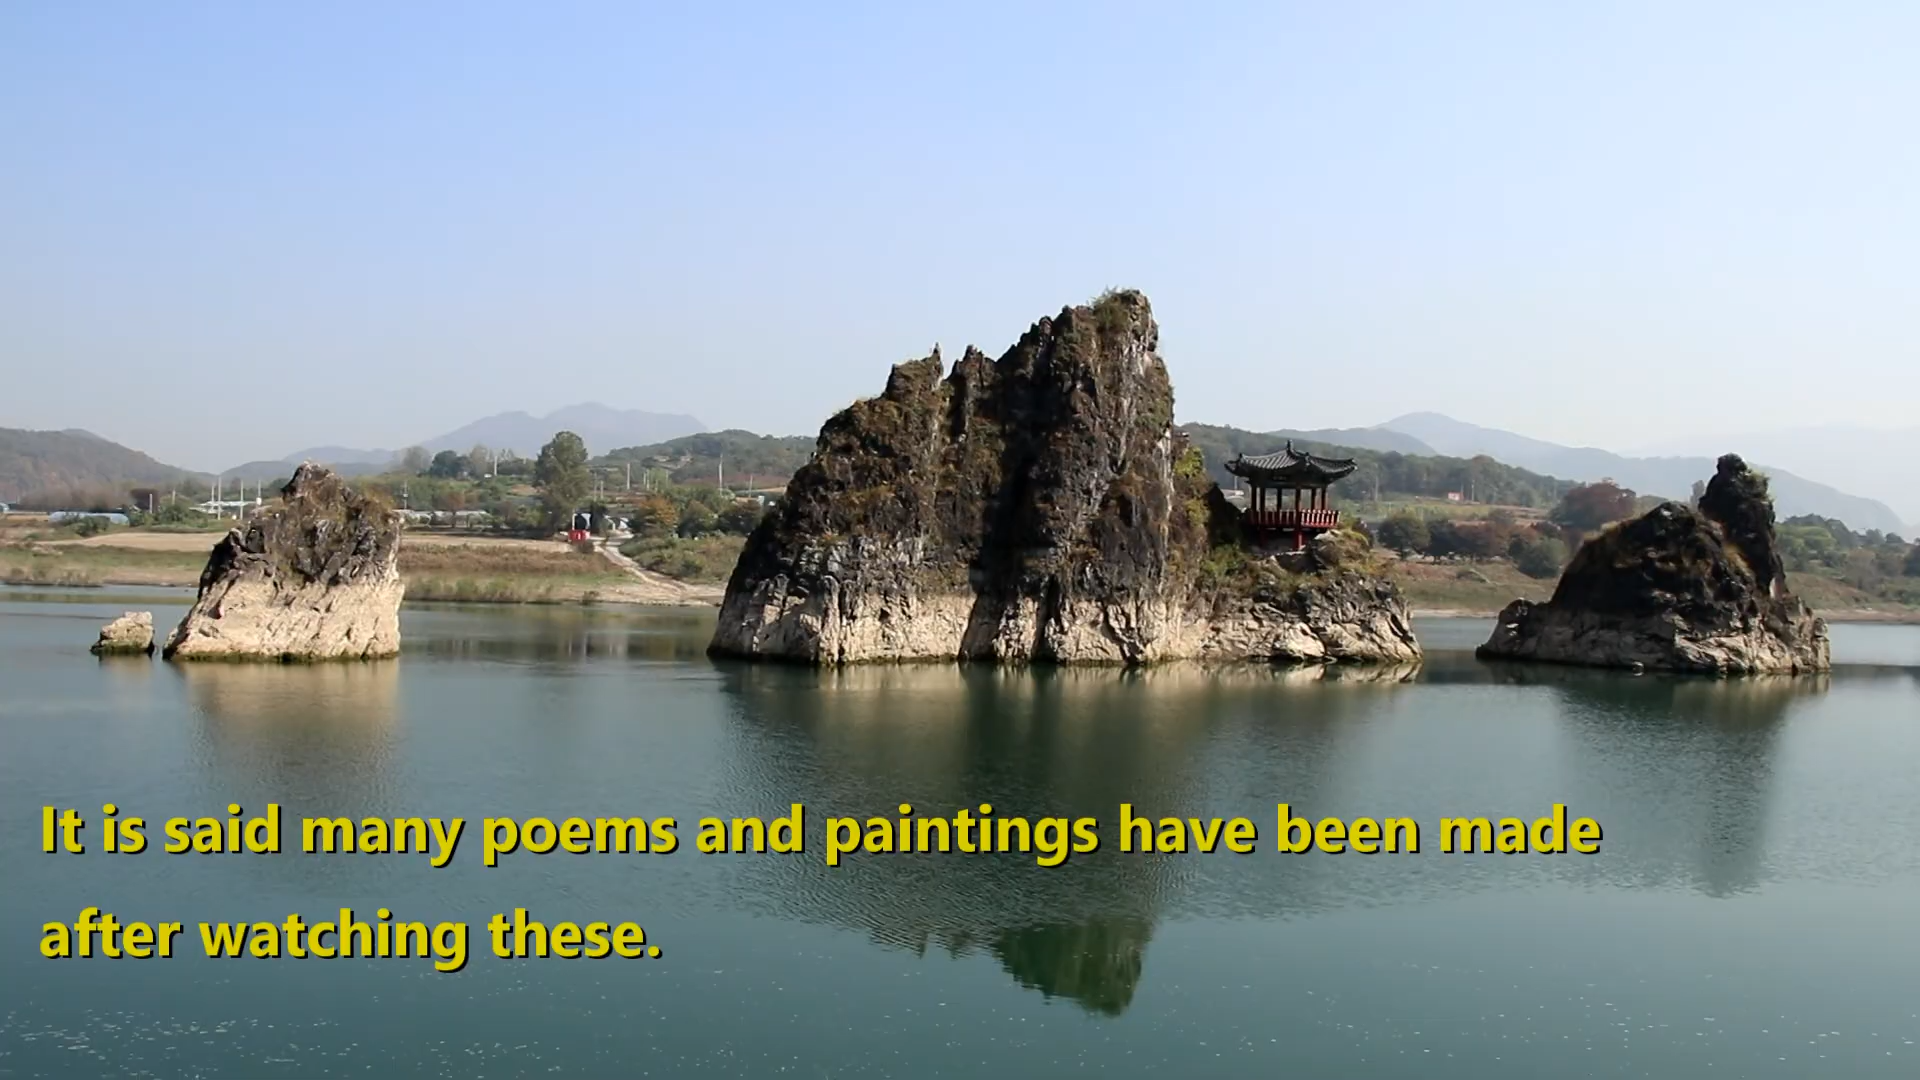 It is said many poems and paintings have been made
after watching these.